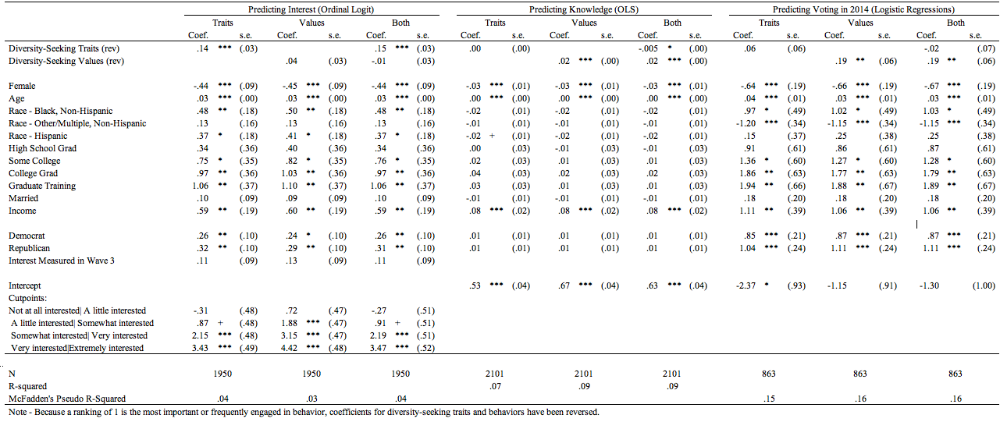 Predicting Interest (Ordinal Logit) Predicting Knowledge (OLS) Predicting Voting in 2014 (Logistic Regressions)
Traits Values Both Traits Values Both Traits Values Both
Coef. s.e. Coef. s.e. Coef. s.e. Coef. s.e. Coef. s.e. Coef. s.e. Coef. s.e. Coef. s.e. Coef. s.e.
Diversity-Seeking Traits (rev) .14 *** (.03) .15 *** (.03) .00 (.00) -.005 * (.00) .06 (.06) -.02 (.07)
Diversity-Seeking Values (rev) .04 (.03) -.01 (.03) .02 *** (.00) .02 *** (.00) .19 ** (.06) .19 ** (.06)
Female -.44 *** (.09) -.45 *** (.09) -.44 *** (.09) -.03 *** (.01) -.03 *** (.01) -.03 *** (.01) -.64 *** (.19) -.66 *** (.19) -.67 *** (.19)
Age .03 *** (.00) .03 *** (.00) .03 *** (.00) .00 *** (.00) .00 *** (.00) .00 *** (.00) .04 *** (.01) .03 *** (.01) .03 *** (.01)
Race - Black, Non-Hispanic .48 ** (.18) .50 ** (.18) .48 ** (.18) -.02 (.01) -.02 (.01) -.02 (.01) .97 * (.49) 1.02 * (.49) 1.03 * (.49)
Race - Other/Multiple, Non-Hispanic .13 (.16) .13 (.16) .13 (.16) -.01 (.01) -.01 (.01) -.01 (.01) -1.20 *** (.34) -1.15 *** (.34) -1.15 *** (.34)
Race - Hispanic .37 * (.18) .41 * (.18) .37 * (.18) -.02 + (.01) -.02 (.01) -.02 (.01) .15 (.37) .25 (.38) .25 (.38)
High School Grad .34 (.36) .40 (.36) .34 (.36) .00 (.03) -.01 (.03) -.01 (.03) .91 (.61) .86 (.61) .87 (.61)
Some College .75 * (.35) .82 * (.35) .76 * (.35) .02 (.03) .01 (.03) .01 (.03) 1.36 * (.60) 1.27 * (.60) 1.28 * (.60)
College Grad .97 ** (.36) 1.03 ** (.36) .97 ** (.36) .04 (.03) .02 (.03) .02 (.03) 1.86 ** (.63) 1.77 ** (.63) 1.79 ** (.63)
Graduate Training 1.06 ** (.37) 1.10 ** (.37) 1.06 ** (.37) .03 (.03) .01 (.03) .01 (.03) 1.94 ** (.66) 1.88 ** (.67) 1.89 ** (.67)
Married .10 (.09) .09 (.09) .10 (.09) -.01 (.01) -.01 (.01) -.01 (.01) .18 (.20) .18 (.20) .18 (.20)
Income .59 ** (.19) .60 ** (.19) .59 ** (.19) .08 *** (.02) .08 *** (.02) .08 *** (.02) 1.11 ** (.39) 1.06 ** (.39) 1.06 ** (.39)
Democrat .26 ** (.10) .24 * (.10) .26 ** (.10) .01 (.01) .01 (.01) .01 (.01) .85 *** (.21) .87 *** (.21) .87 *** (.21)
Republican .32 ** (.10) .29 ** (.10) .31 ** (.10) .01 (.01) .01 (.01) .01 (.01) 1.04 *** (.24) 1.11 *** (.24) 1.11 *** (.24)
Interest Measured in Wave 3 .11 (.09) .13 (.09) .11 (.09)
Intercept .53 *** (.04) .67 *** (.04) .63 *** (.04) -2.37 * (.93) -1.15 (.91) -1.30 (1.00)
Cutpoints:
Not at all interested| A little interested -.31 (.48) .72 (.47) -.27 (.51)
A little interested| Somewhat interested .87 + (.48) 1.88 *** (.47) .91 + (.51)
Somewhat interested| Very interested 2.15 *** (.48) 3.15 *** (.47) 2.19 *** (.51)
Very interested|Extremely interested 3.43 *** (.49) 4.42 *** (.48) 3.47 *** (.52)
N 1950 1950 1950 2101 2101 2101 863 863 863
R-squared .07 .09 .09
McFadden's Pseudo R-Squared .04 .03 .04 .15 .16 .16
Note - Because a ranking of 1 is the most important or frequently engaged in behavior, coefficients for diversity-seeking traits and behaviors have been reversed.